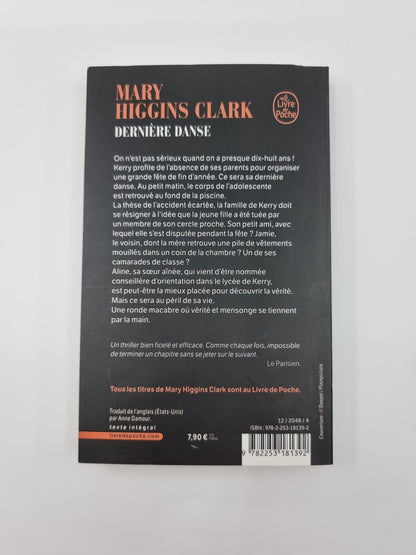 MARY
HIGGINS CLARK
DERNIÈRE DANSE
Le
Livre
de
Poche
On n'est pas sérieux quand on a presque dix-huit ans !
Kerry profite de l'absence de ses parents pour organiser
une grande fête de fin d'année. Ce sera sa dernière
danse. Au petit matin, le corps de l'adolescente
est retrouvé au fond de la piscine.
La thèse de l'accident écartée, la famille de Kerry doit
se résigner à l'idée que la jeune fille a été tuée par
un membre de son cercle proche. Son petit ami, avec
lequel elle s'est disputée pendant la fête ? Jamie,
le voisin, dont la mère retrouve une pile de vêtements
mouillés dans un coin de la chambre ? Un de ses
camarades de classe ?
Aline, sa sœur aînée, qui vient d'être nommée
conseillère d'orientation dans le lycée de Kerry,
est peut-être la mieux placée pour découvrir la vérité.
Mais ce sera au péril de sa vie.
Une ronde macabre où vérité et mensonge se tiennent
par la main.
Un thriller bien ficelé et efficace. Comme chaque fois, impossible
de terminer un chapitre sans se jeter sur le suivant.
Le Parisien.
Tous les titres de Mary Higgins Clark sont au Livre de Poche.
Traduit de l'anglais (États-Unis)
par Anne Damour.
texte intégral
livredepoche.com
7,90 €
12 / 2048 / 4
ISBN : 978-2-253-18139-2
9 782253 181392
Couverture : © Deepol / Plainpicture.